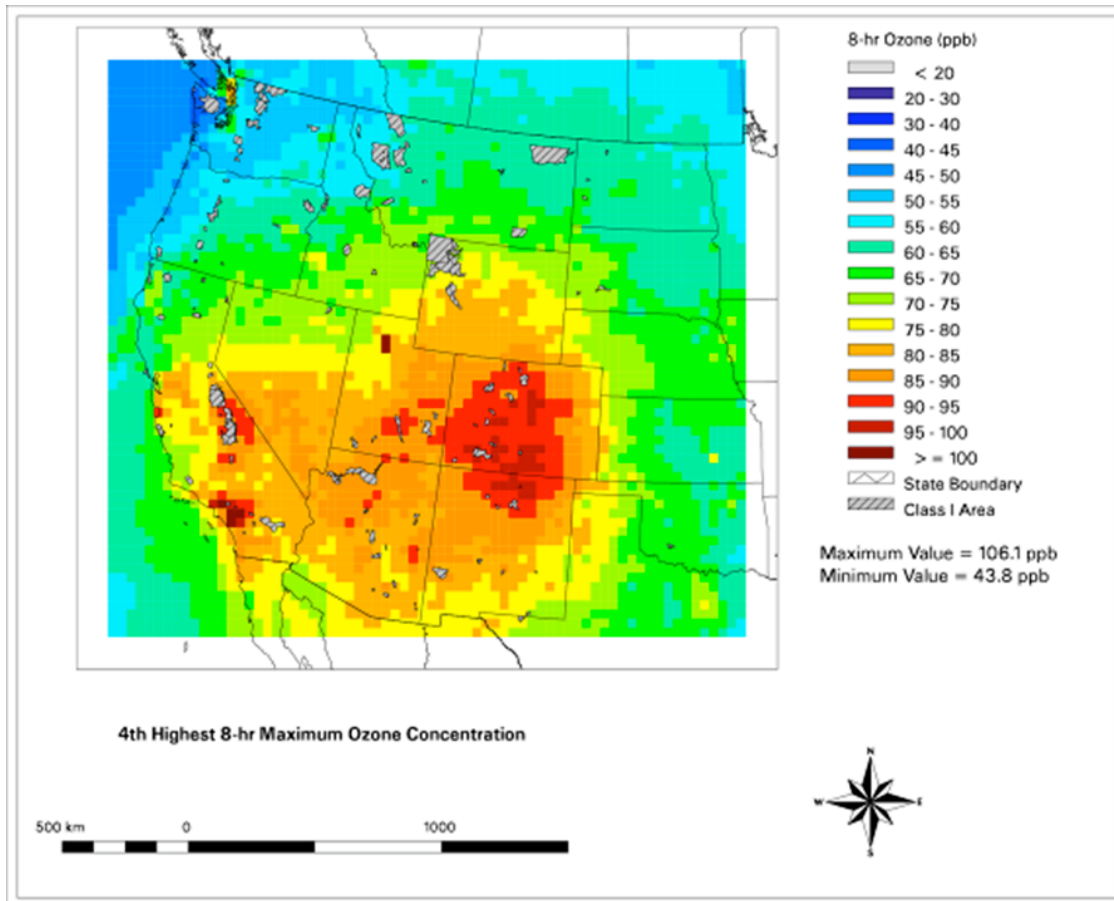 8-hr Ozone (ppb)
< 20
20 - 30
30 - 40
40 - 45
45 - 50
50 - 55
55 - 60
60 - 65
65 - 70
70 - 75
75 - 80
80 - 85
85 - 90
90 - 95
95 - 100
> = 100
State Boundary
Class I Area
Maximum Value = 106.1 ppb
Minimum Value = 43.8 ppb
4th Highest 8-hr Maximum Ozone Concentration
N
W E
S
500 km 0 1000